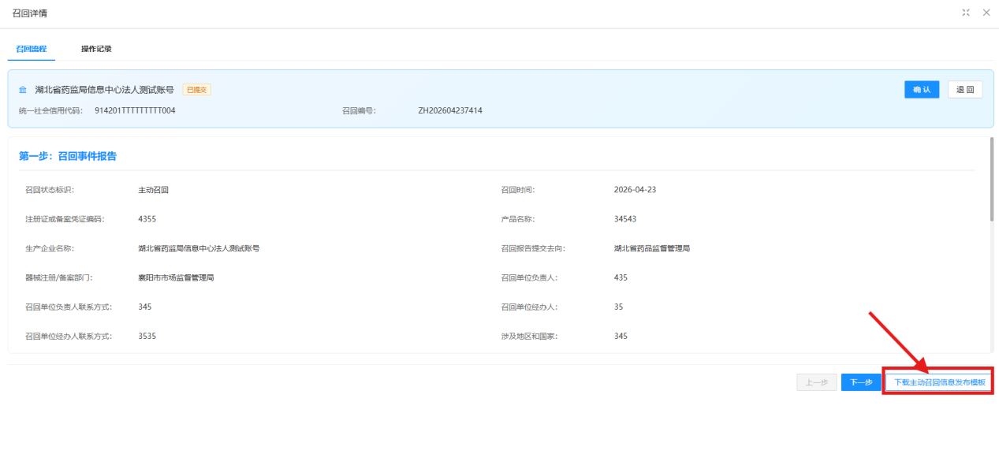 召回详情
召回流程 操作记录
湖北省药监局信息中心法人测试账号 已提交 确认 退回
统一社会信用代码： 914201TTTTTTTTT004 召回编号： ZH202604237414
第一步：召回事件报告
召回状态标识： 主动召回 召回时间： 2026-04-23
注册证或备案凭证编码： 4355 产品名称： 34543
生产企业名称： 湖北省药监局信息中心法人测试账号 召回报告提交去向： 湖北省药品监督管理局
器械注册/备案部门： 襄阳市市场监督管理局 召回单位负责人： 435
召回单位负责人联系方式： 345 召回单位经办人： 35
召回单位经办人联系方式： 3535 涉及地区和国家： 345
上一步 下一步 下载主动召回信息发布模板